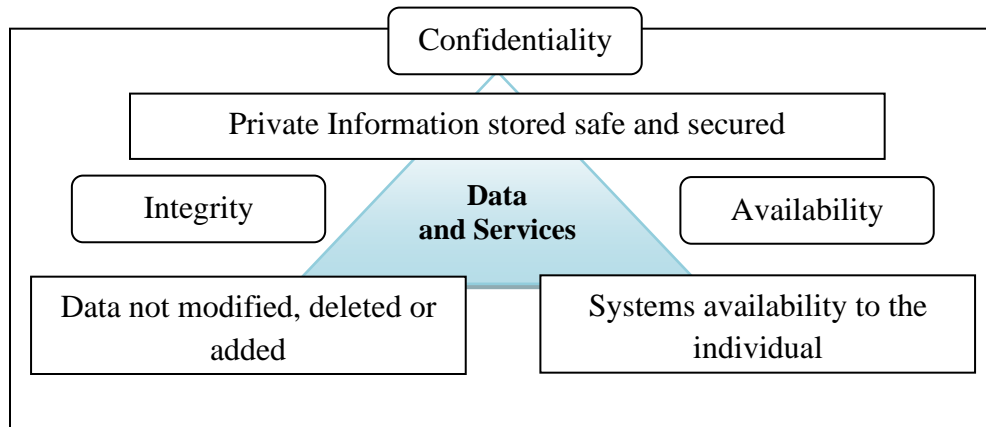 Confidentiality
Private Information stored safe and secured
Integrity
Data
and Services
Availability
Data not modified, deleted or
added
Systems availability to the
individual